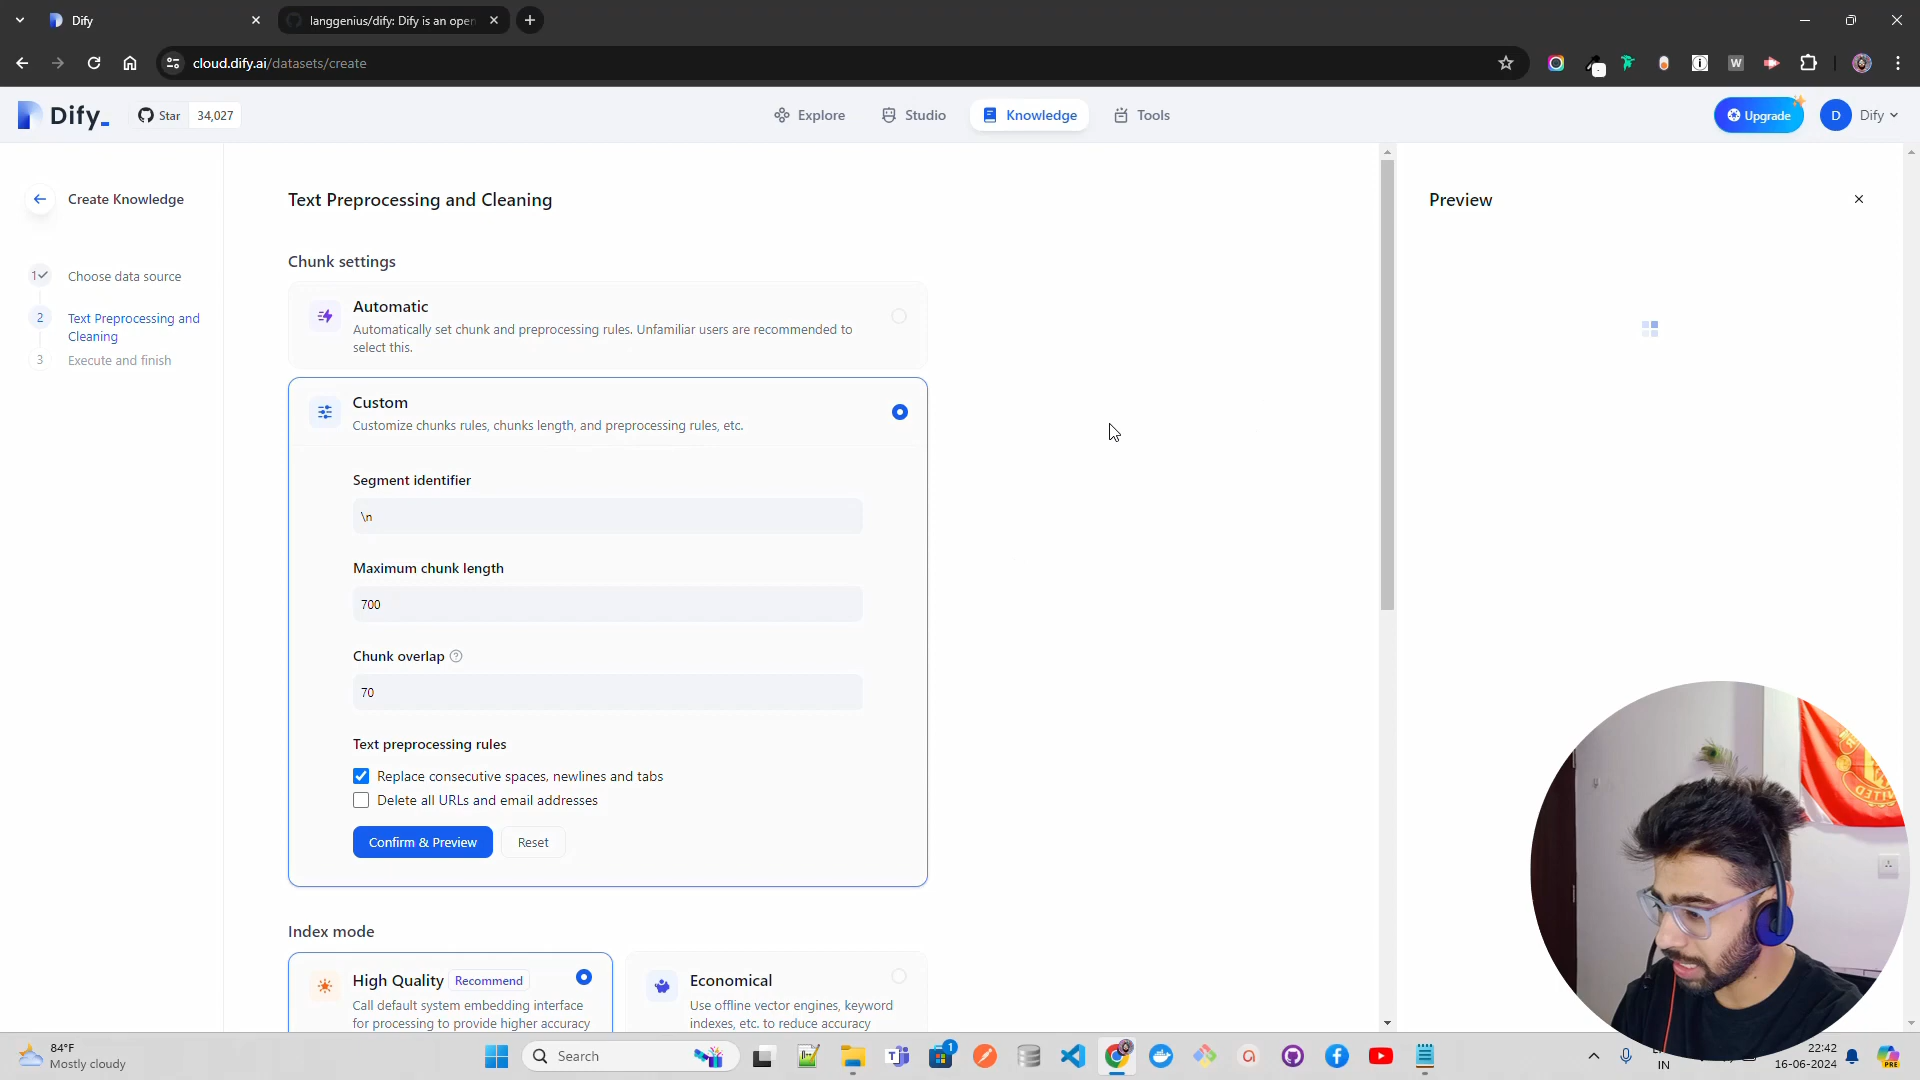 Dify
langgenius/dify: Dify is an open
cloud.dify.ai/datasets/create
Dify_
Star 34,027
Explore
Studio
Knowledge
Tools
Upgrade
D Dify
Create Knowledge
1 Choose data source
2 Text Preprocessing and
Cleaning
3 Execute and finish
Text Preprocessing and Cleaning
Chunk settings
Automatic
Automatically set chunk and preprocessing rules. Unfamiliar users are recommended to
select this.
Custom
Customize chunks rules, chunks length, and preprocessing rules, etc.
Segment identifier
\n
Maximum chunk length
700
Chunk overlap
70
Text preprocessing rules
Replace consecutive spaces, newlines and tabs
Delete all URLs and email addresses
Confirm & Preview
Reset
Index mode
High Quality Recommend
Call default system embedding interface
for processing to provide higher accuracy
Economical
Use offline vector engines, keyword
indexes, etc. to reduce accuracy
Preview
84°F
Mostly cloudy
Search
1
IN
22:42
16-06-2024
PRE